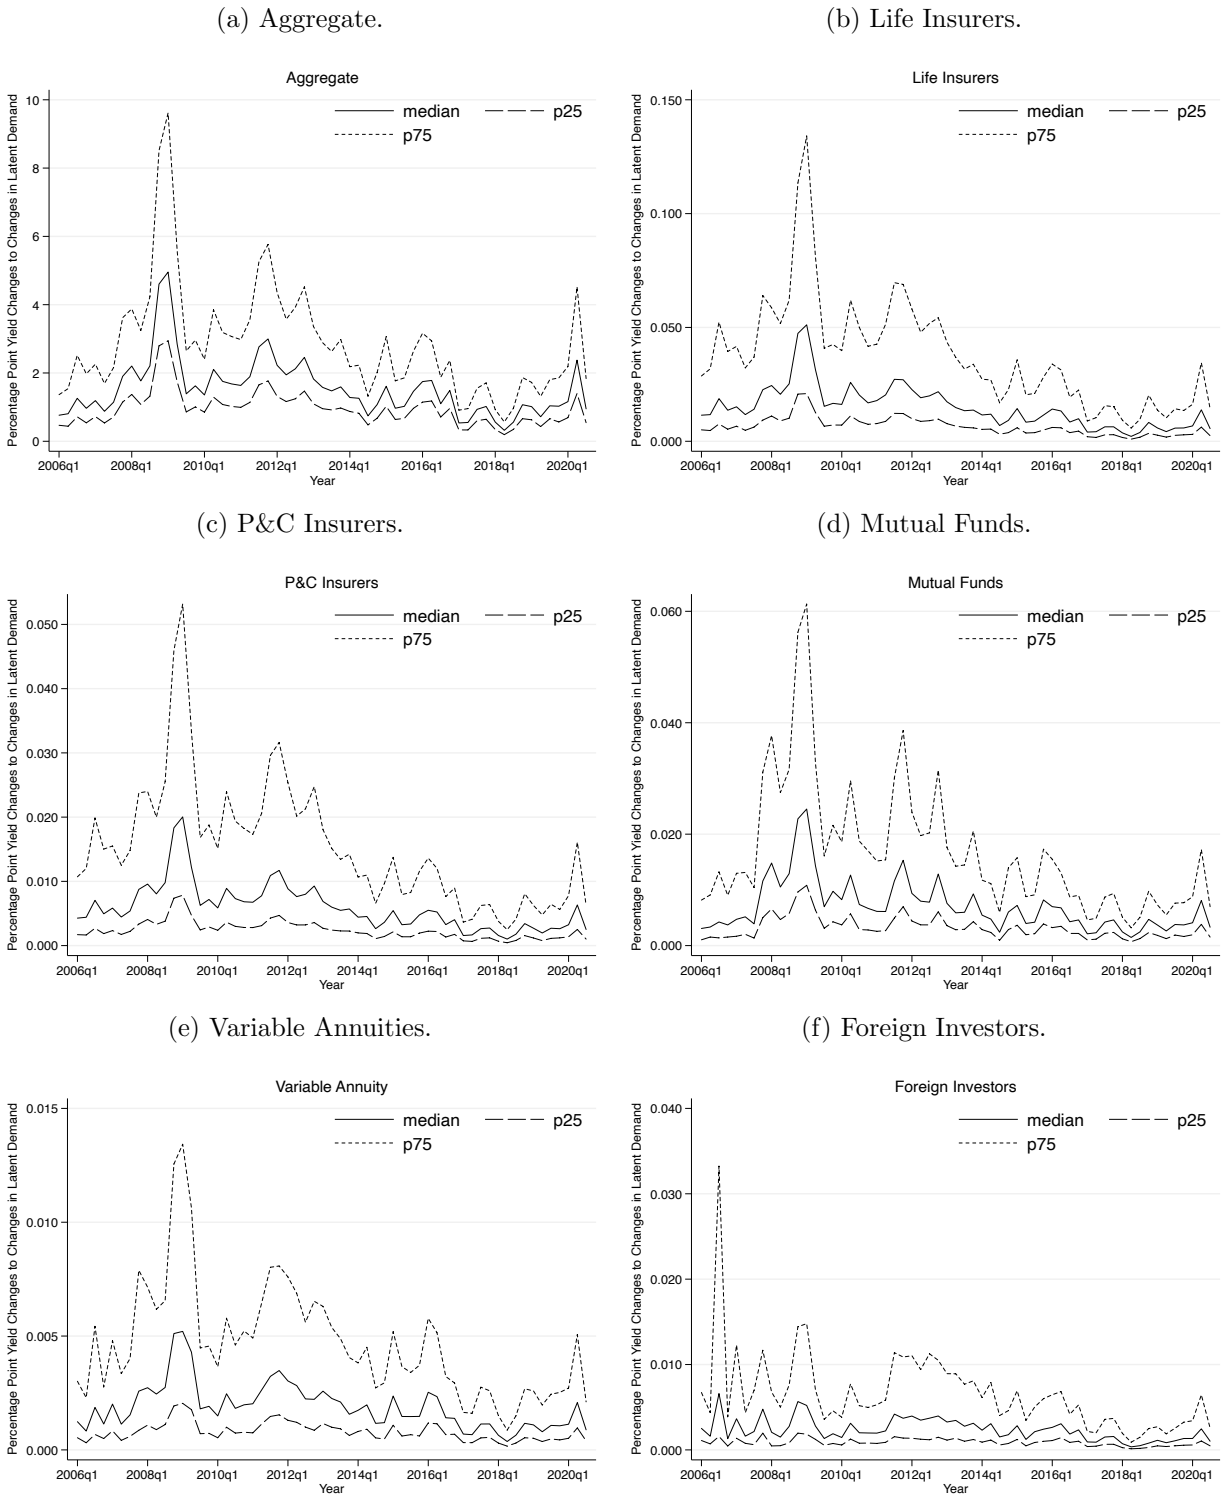 (a) Aggregate.
Aggregate
Percentage Point Yield Changes to Changes in Latent Demand
median
p25
p75
10
8
6
4
2
0
2006q1 2008q1 2010q1 2012q1 2014q1 2016q1 2018q1 2020q1
Year
(b) Life Insurers.
Life Insurers
Percentage Point Yield Changes to Changes in Latent Demand
median
p25
p75
0.150
0.100
0.050
0.000
2006q1 2008q1 2010q1 2012q1 2014q1 2016q1 2018q1 2020q1
Year
(c) P&C Insurers.
P&C Insurers
Percentage Point Yield Changes to Changes in Latent Demand
median
p25
p75
0.050
0.040
0.030
0.020
0.010
0.000
2006q1 2008q1 2010q1 2012q1 2014q1 2016q1 2018q1 2020q1
Year
(d) Mutual Funds.
Mutual Funds
Percentage Point Yield Changes to Changes in Latent Demand
median
p25
p75
0.060
0.040
0.020
0.000
2006q1 2008q1 2010q1 2012q1 2014q1 2016q1 2018q1 2020q1
Year
(e) Variable Annuities.
Variable Annuity
Percentage Point Yield Changes to Changes in Latent Demand
median
p25
p75
0.015
0.010
0.005
0.000
2006q1 2008q1 2010q1 2012q1 2014q1 2016q1 2018q1 2020q1
Year
(f) Foreign Investors.
Foreign Investors
Percentage Point Yield Changes to Changes in Latent Demand
median
p25
p75
0.040
0.030
0.020
0.010
0.000
2006q1 2008q1 2010q1 2012q1 2014q1 2016q1 2018q1 2020q1
Year